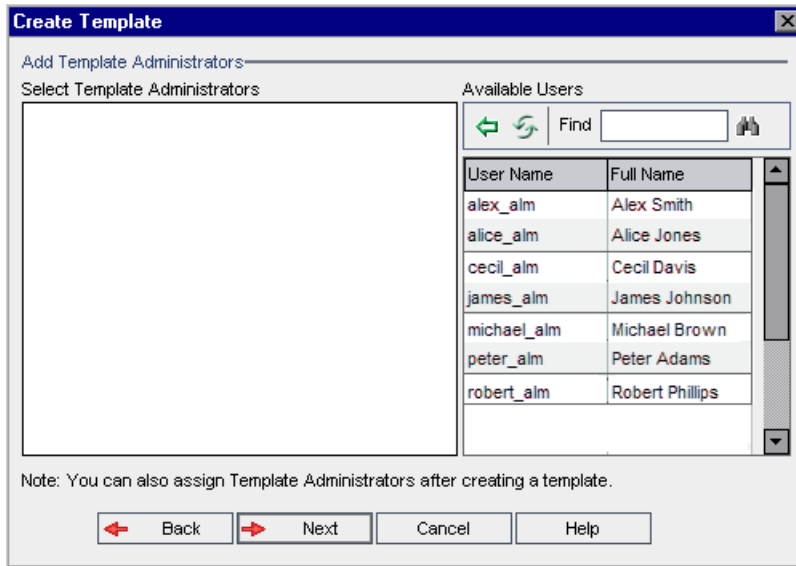 Create Template
Add Template Administrators
Select Template Administrators
Available Users
Find
User Name Full Name
alex_alm Alex Smith
alice_alm Alice Jones
cecil_alm Cecil Davis
james_alm James Johnson
michael_alm Michael Brown
peter_alm Peter Adams
robert_alm Robert Phillips
Note: You can also assign Template Administrators after creating a template.
Back Next Cancel Help